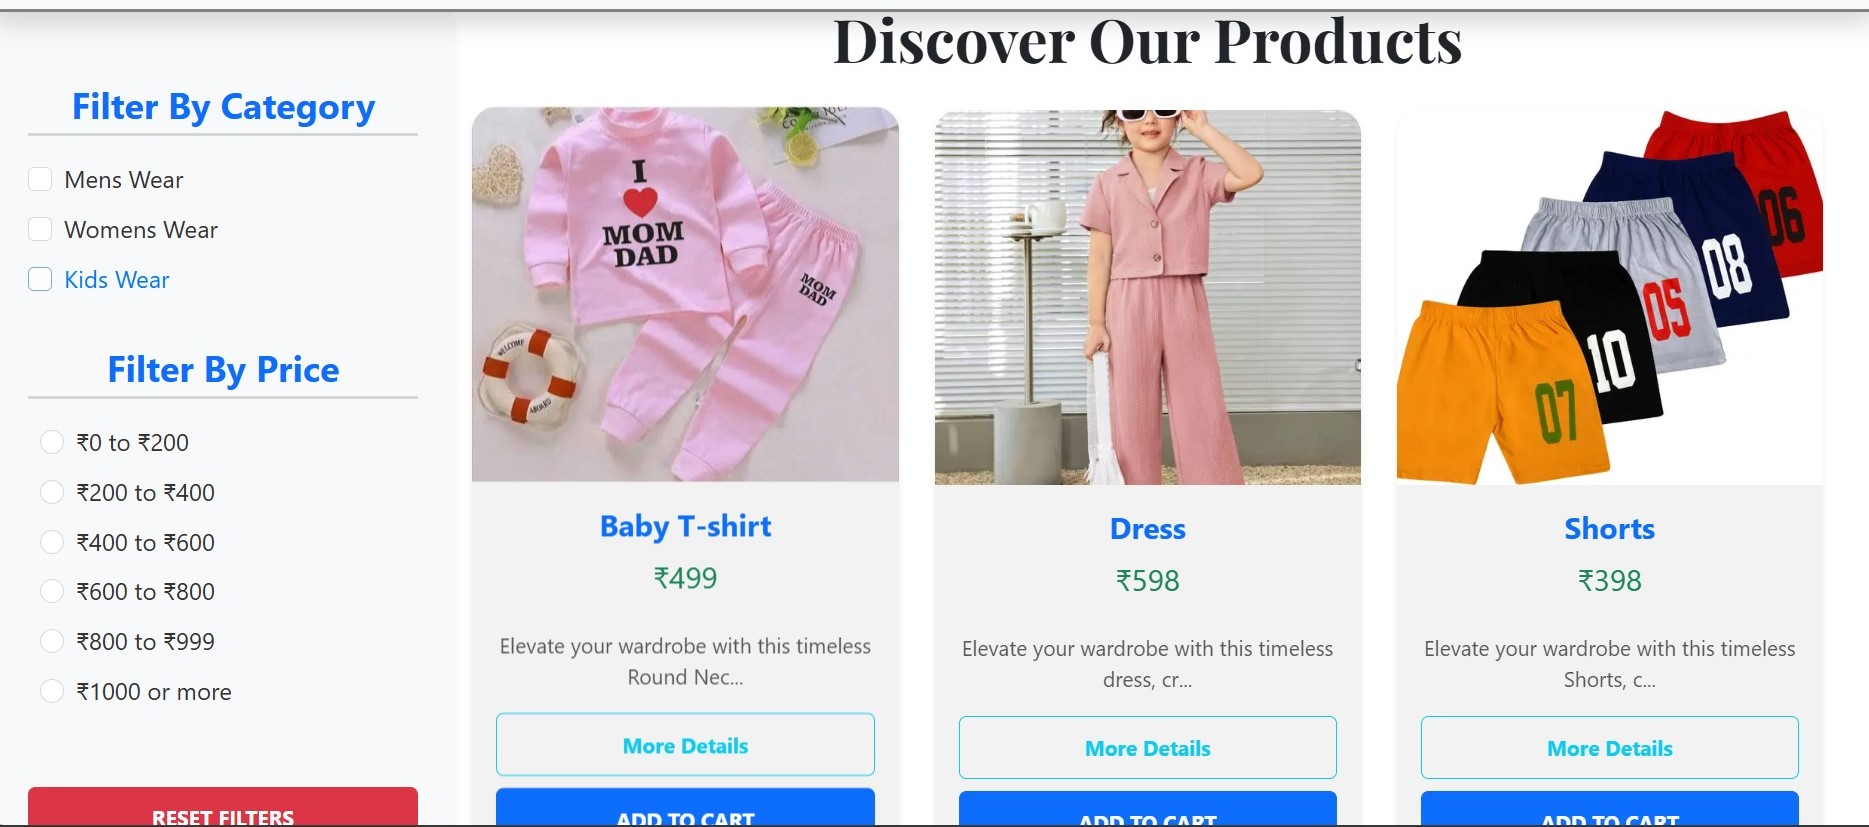 Discover Our Products
Filter By Category
Mens Wear
Womens Wear
Kids Wear
Filter By Price
₹0 to ₹200
₹200 to ₹400
₹400 to ₹600
₹600 to ₹800
₹800 to ₹999
₹1000 or more
RESET FILTERS
I
MOM
DAD
MOM
DAD
WELCOME
ABOARD
Baby T-shirt
₹499
Elevate your wardrobe with this timeless
Round Nec...
More Details
ADD TO CART
Dress
₹598
Elevate your wardrobe with this timeless
dress, cr...
More Details
ADD TO CART
06
08
05
10
07
Shorts
₹398
Elevate your wardrobe with this timeless
Shorts, c...
More Details
ADD TO CART